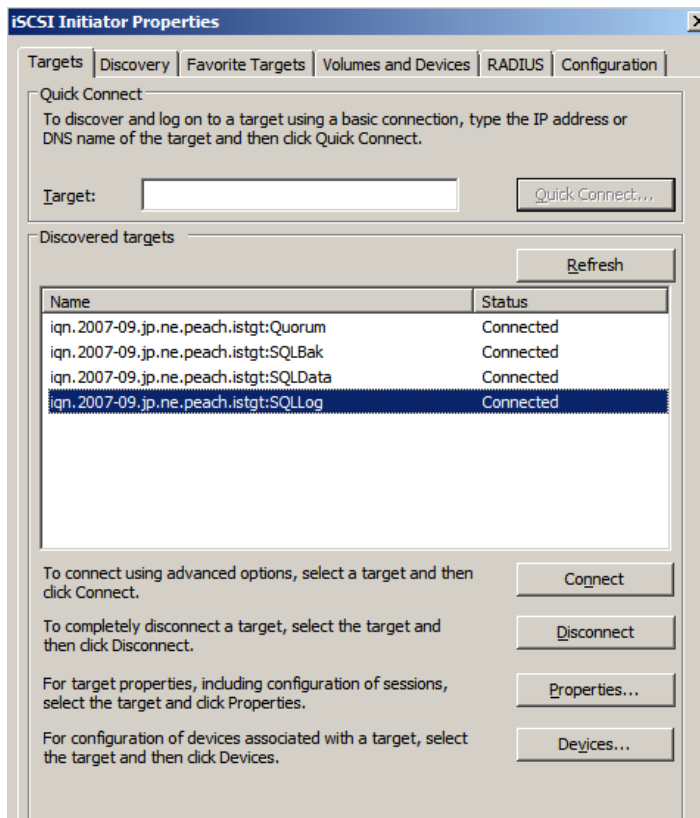 iSCSI Initiator Properties
Targets Discovery Favorite Targets Volumes and Devices RADIUS Configuration
Quick Connect
To discover and log on to a target using a basic connection, type the IP address or
DNS name of the target and then click Quick Connect.
Target: Quick Connect...
Discovered targets
Refresh
Name Status
iqn.2007-09.jp.ne.peach.istgt:Quorum Connected
iqn.2007-09.jp.ne.peach.istgt:SQLBak Connected
iqn.2007-09.jp.ne.peach.istgt:SQLData Connected
iqn.2007-09.jp.ne.peach.istgt:SQLLog Connected
To connect using advanced options, select a target and then
click Connect.
Connect
To completely disconnect a target, select the target and
then click Disconnect.
Disconnect
For target properties, including configuration of sessions,
select the target and click Properties.
Properties...
For configuration of devices associated with a target, select
the target and then click Devices.
Devices...